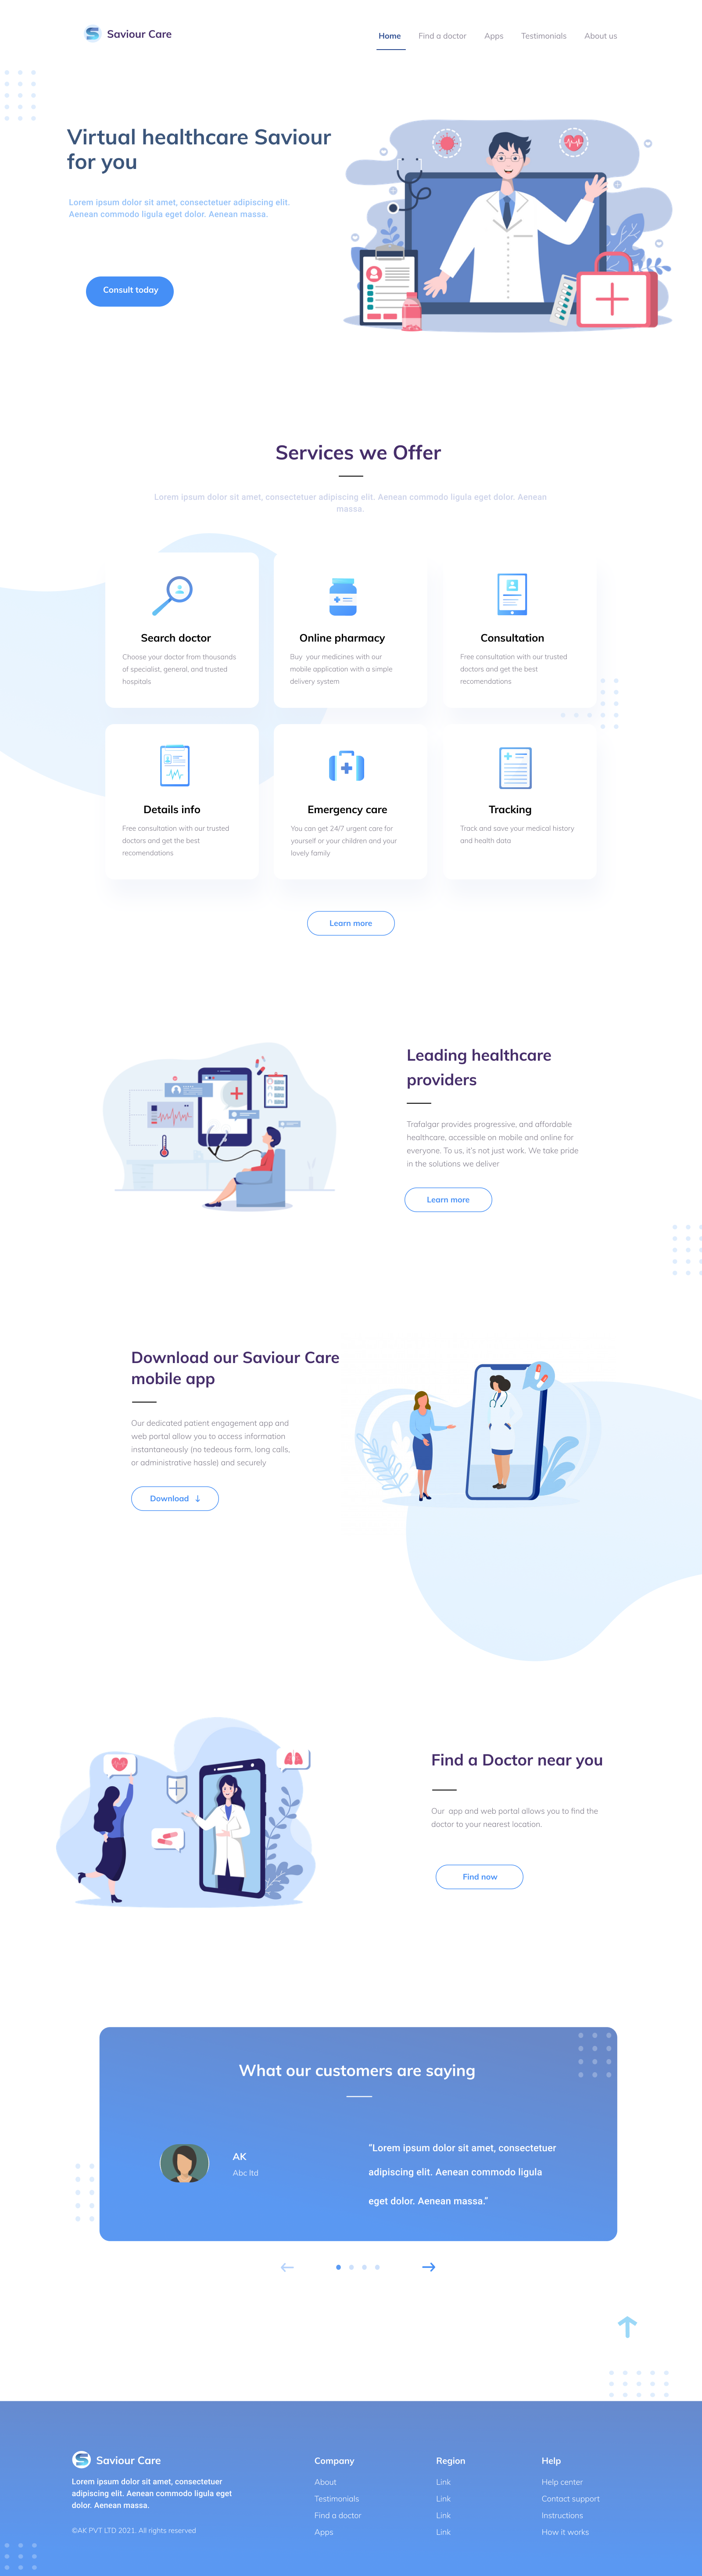 Saviour Care
Home
Find a doctor
Apps
Testimonials
About us
Virtual healthcare Saviour
for you
Lorem ipsum dolor sit amet, consectetuer adipiscing elit.
Aenean commodo ligula eget dolor. Aenean massa.
Consult today
Services we Offer
Lorem ipsum dolor sit amet, consectetuer adipiscing elit. Aenean commodo ligula eget dolor. Aenean
massa.
Search doctor
Choose your doctor from thousands
of specialist, general, and trusted
hospitals
Online pharmacy
Buy your medicines with our
mobile application with a simple
delivery system
Consultation
Free consultation with our trusted
doctors and get the best
recomendations
Details info
Free consultation with our trusted
doctors and get the best
recomendations
Emergency care
You can get 24/7 urgent care for
yourself or your children and your
lovely family
Tracking
Track and save your medical history
and health data
Learn more
Leading healthcare
providers
Trafalgar provides progressive, and affordable
healthcare, accessible on mobile and online for
everyone. To us, it's not just work. We take pride
in the solutions we deliver
Learn more
Download our Saviour Care
mobile app
Our dedicated patient engagement app and
web portal allow you to access information
instantaneously (no tedeous form, long calls,
or administrative hassle) and securely
Download ↓
Find a Doctor near you
Our app and web portal allows you to find the
doctor to your nearest location.
Find now
What our customers are saying
AK
Abc ltd
"Lorem ipsum dolor sit amet, consectetuer
adipiscing elit. Aenean commodo ligula
eget dolor. Aenean massa."
Saviour Care
Lorem ipsum dolor sit amet, consectetuer
adipiscing elit. Aenean commodo ligula eget
dolor. Aenean massa.
©AK PVT LTD 2021. All rights reserved
Company
About
Testimonials
Find a doctor
Apps
Region
Link
Link
Link
Link
Help
Help center
Contact support
Instructions
How it works